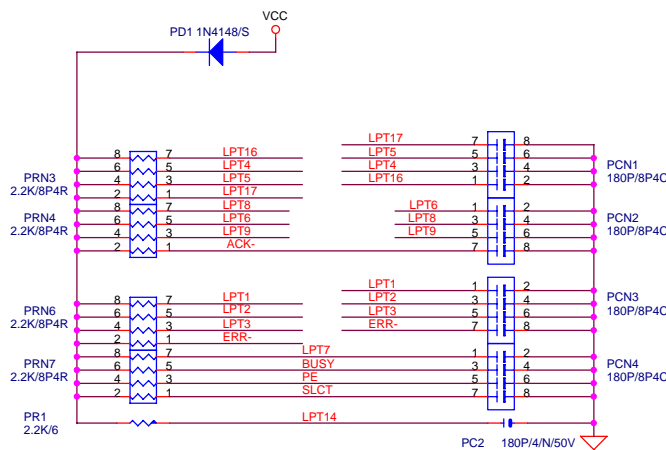 VCC
PD1 1N4148/S
LPT17
7 8
8 7 LPT16 LPT5 5 6 PCN1
PRN3 6 5 LPT4 LPT4 3 4 180P/8P4C
2.2K/8P4R 4 3 LPT5 LPT16 1 2
2 1 LPT17
PRN4 8 7 LPT8 LPT6 1 2 PCN2
2.2K/8P4R 6 5 LPT6 LPT8 3 4 180P/8P4C
4 3 LPT9 LPT9 5 6
2 1 ACK- 7 8
LPT1 1 2
PRN6 8 7 LPT1 LPT2 3 4 PCN3
2.2K/8P4R 6 5 LPT2 LPT3 5 6 180P/8P4C
4 3 LPT3 ERR- 7 8
2 1 ERR-
PRN7 8 7 LPT7 1 2 PCN4
2.2K/8P4R 6 5 BUSY 3 4 180P/8P4C
4 3 PE 5 6
2 1 SLCT 7 8
PR1 LPT14
2.2K/6
PC2 180P/4/N/50V